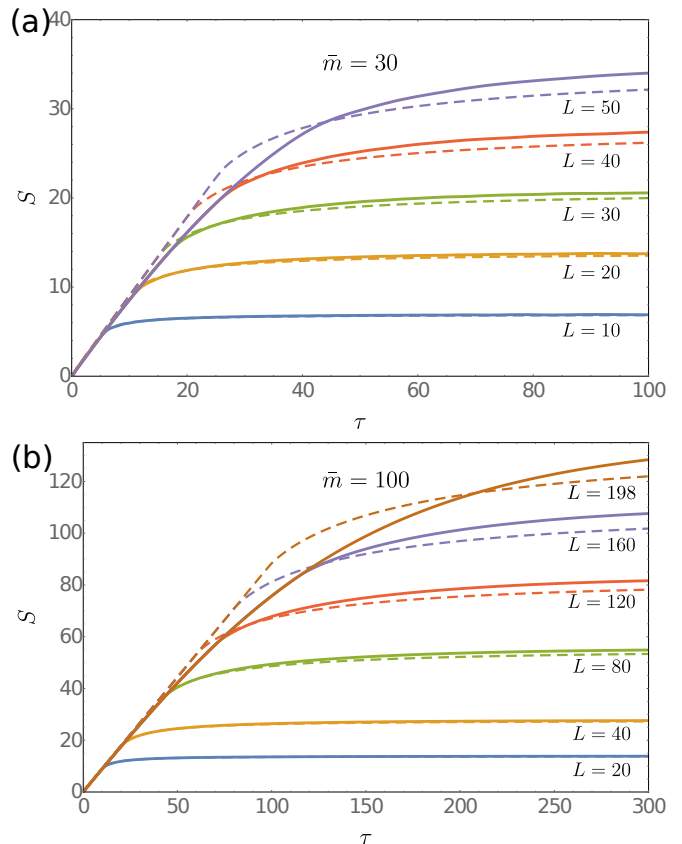 (a)
m̄ = 30
S
40
30
20
10
0
L = 50
L = 40
L = 30
L = 20
L = 10
0 20 40 60 80 100
τ
(b)
m̄ = 100
S
120
100
80
60
40
20
0
L = 198
L = 160
L = 120
L = 80
L = 40
L = 20
0 50 100 150 200 250 300
τ